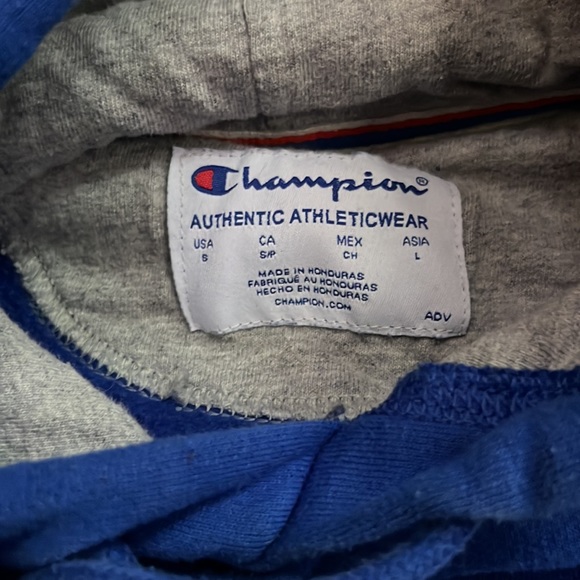 Champion®
AUTHENTIC ATHLETICWEAR
USA CA MEX ASIA
S S/P CH L
MADE IN HONDURAS
FABRIQUÉ AU HONDURAS
HECHO EN HONDURAS
CHAMPION.COM
ADV